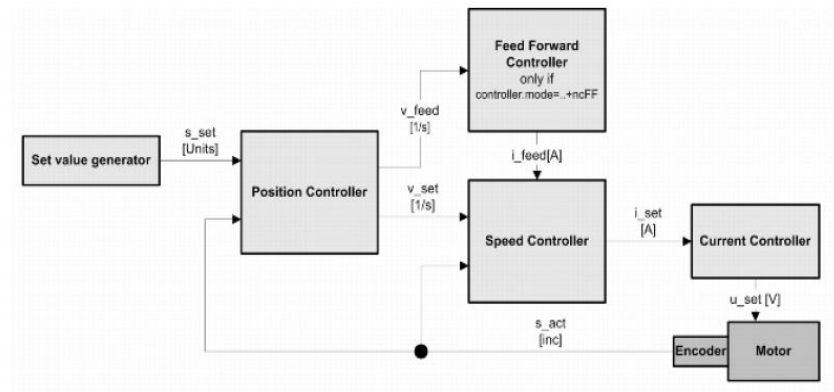 Feed Forward
Controller
only if
controller.mode=..+ncFF
v_feed
[1/s]
s_set
[Units]
Set value generator
i_feed[A]
Position Controller
v_set
[1/s]
Speed Controller
i_set
[A]
Current Controller
u_set [V]
s_act
[inc]
Encoder
Motor